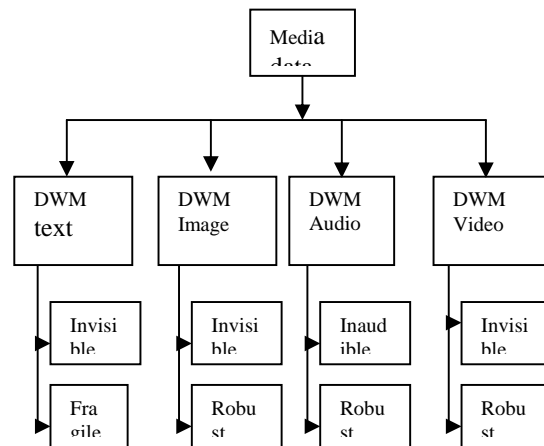 Media
data
DWM
text
DWM
Image
DWM
Audio
DWM
Video
Invisi
ble
Invisi
ble
Inaud
ible
Invisi
ble
Fra
gile
Robu
st
Robu
st
Robu
st